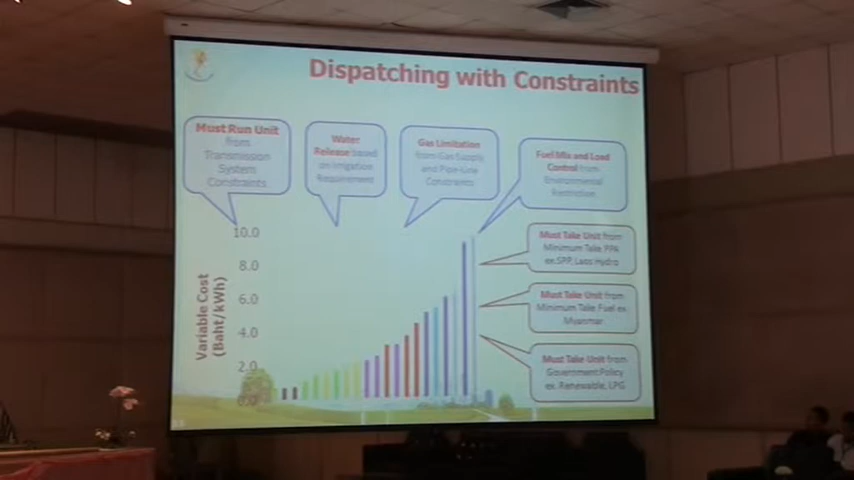 Dispatching with Constraints
Must Run Unit
from
Transmission
System
Constraints
Water
Release based
on Irrigation
Requirement
Gas Limitation
from Gas Supply
and Pipe-Line
Constraints
Fuel Mix and Load
Control from
Environmental
Restriction
Must Take Unit from
Minimum Take PPA
ex. SPP, Laos Hydro
Must Take Unit from
Minimum Take Fuel ex.
Myanmar
Must Take Unit from
Government Policy
ex. Renewable, LPG
Variable Cost
(Baht/kWh)
10.0
8.0
6.0
4.0
2.0
0.0